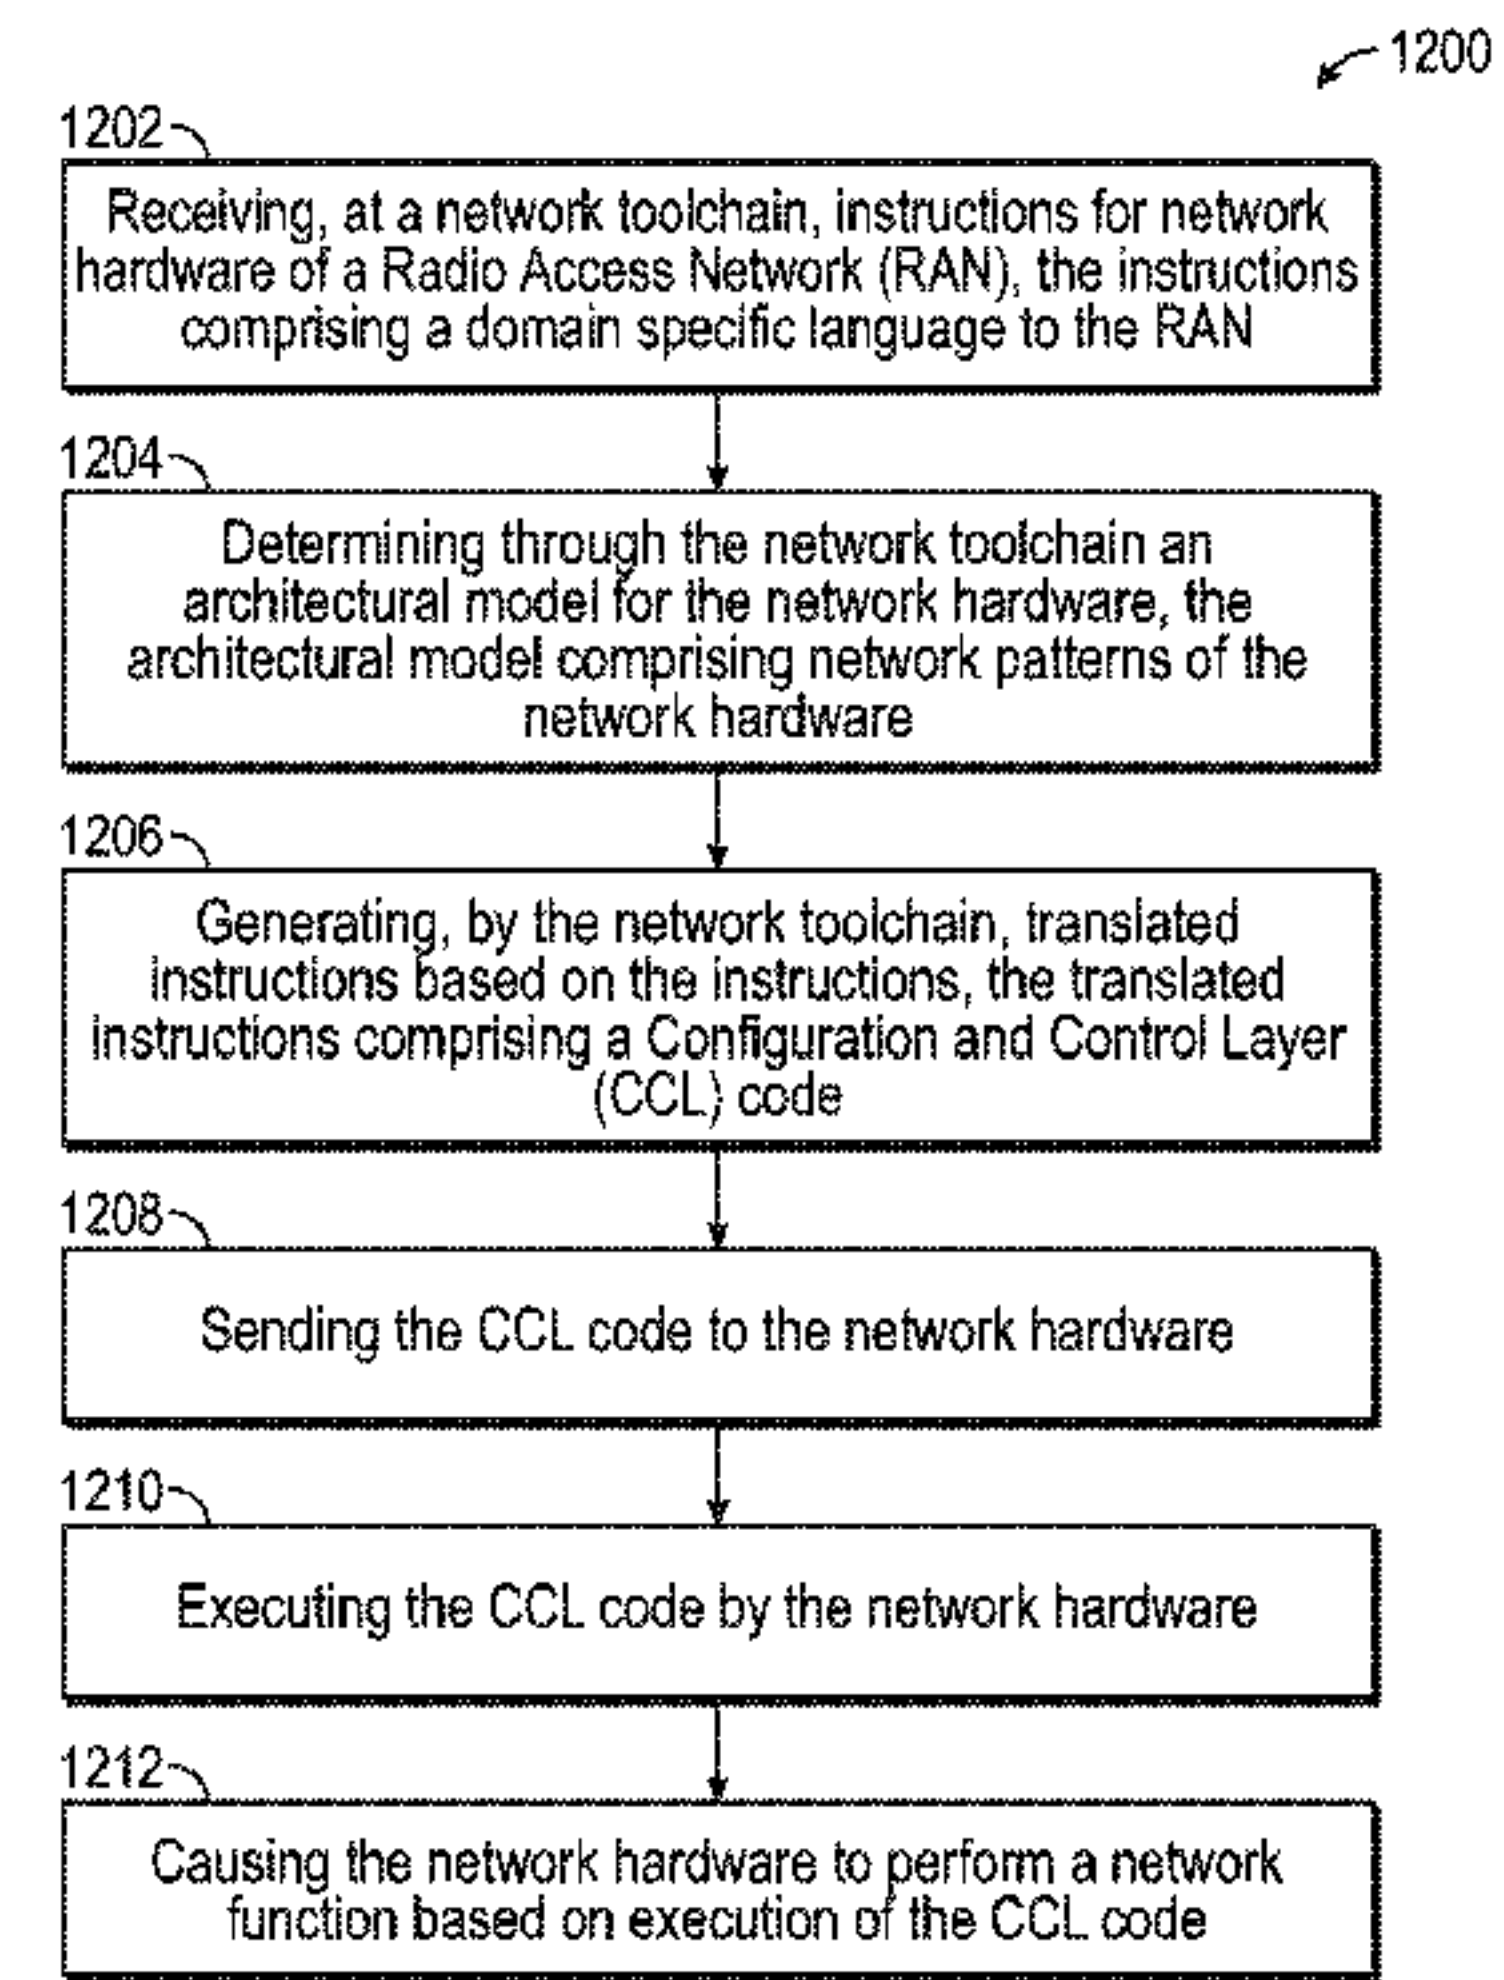 1200
1202
Receiving, at a network toolchain, instructions for network
hardware of a Radio Access Network (RAN), the instructions
comprising a domain specific language to the RAN
1204
Determining through the network toolchain an
architectural model for the network hardware, the
architectural model comprising network patterns of the
network hardware
1206
Generating, by the network toolchain, translated
instructions based on the instructions, the translated
instructions comprising a Configuration and Control Layer
(CCL) code
1208
Sending the CCL code to the network hardware
1210
Executing the CCL code by the network hardware
1212
Causing the network hardware to perform a network
function based on execution of the CCL code